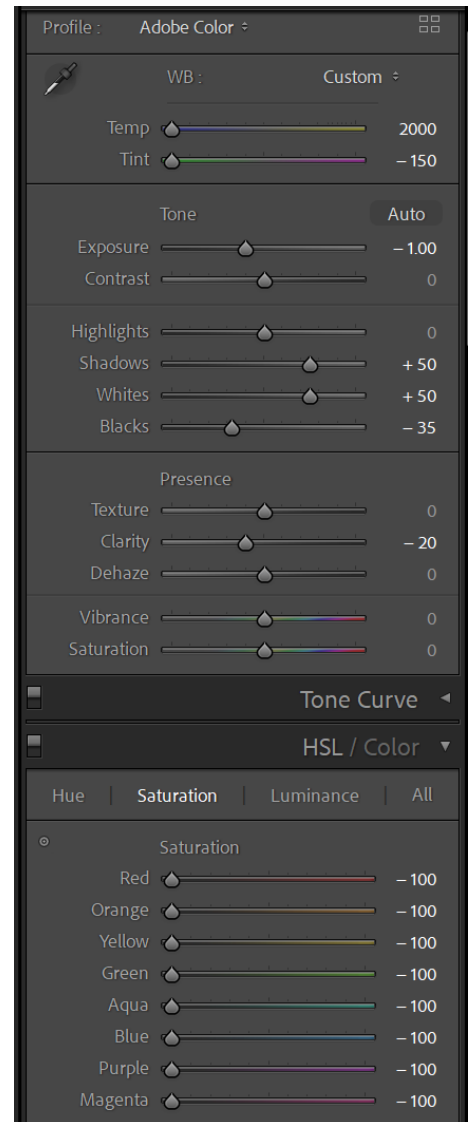 Profile : Adobe Color
WB : Custom
Temp 2000
Tint – 150
Tone Auto
Exposure – 1.00
Contrast 0
Highlights 0
Shadows + 50
Whites + 50
Blacks – 35
Presence
Texture 0
Clarity – 20
Dehaze 0
Vibrance 0
Saturation 0
Tone Curve
HSL / Color
Hue | Saturation | Luminance | All
Saturation
Red – 100
Orange – 100
Yellow – 100
Green – 100
Aqua – 100
Blue – 100
Purple – 100
Magenta – 100